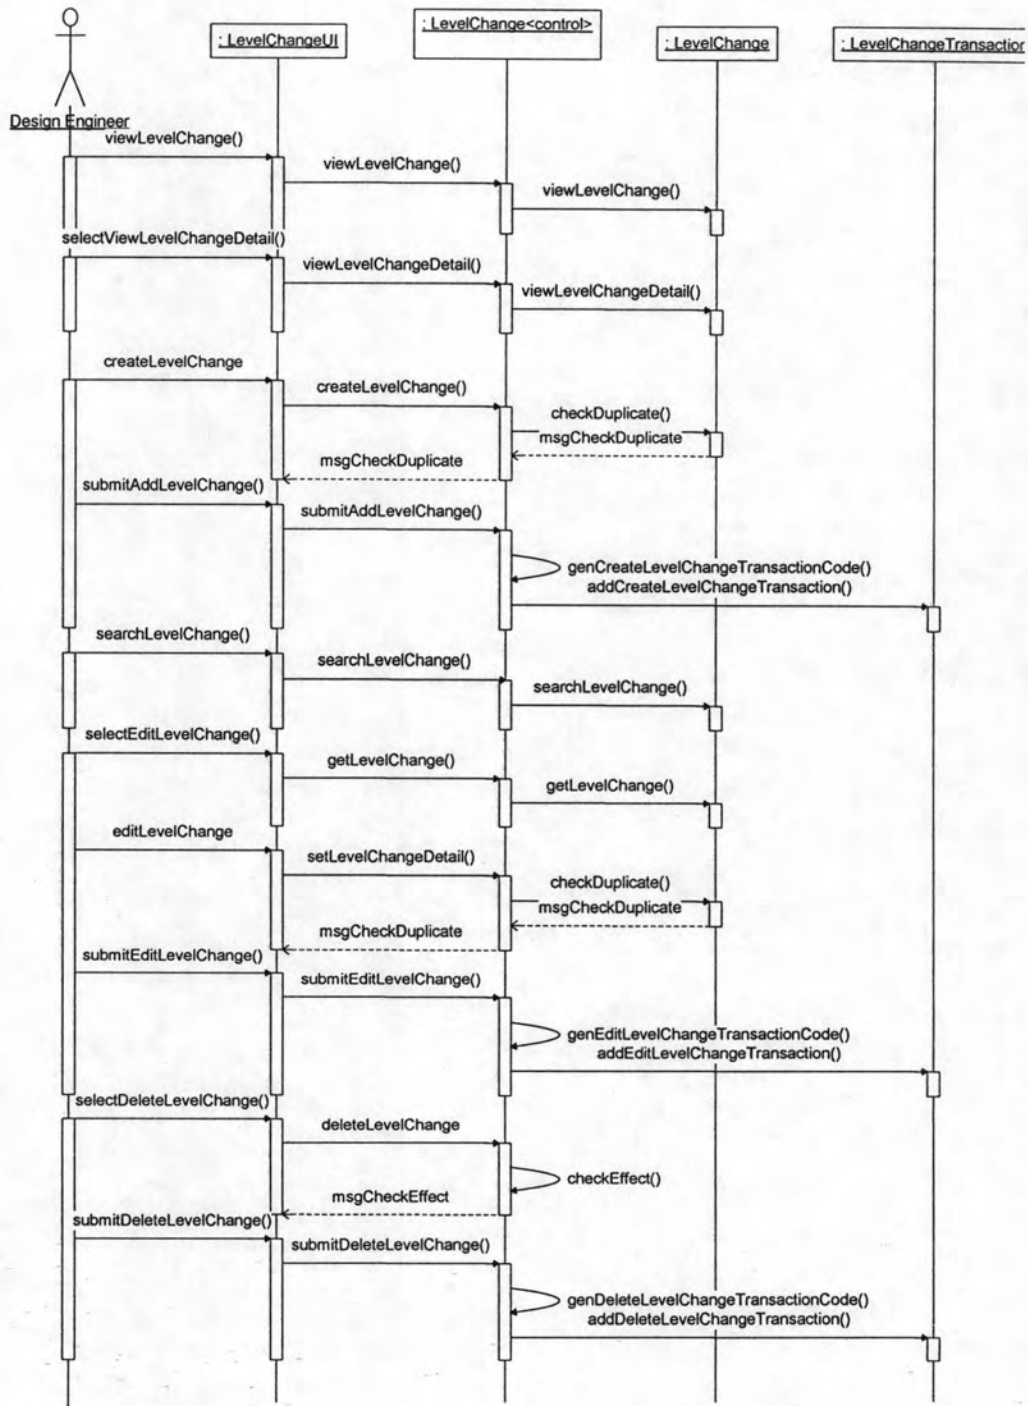 : LevelChangeUI
: LevelChange<control>
: LevelChange
: LevelChangeTransaction
Design Engineer
viewLevelChange()
viewLevelChange()
viewLevelChange()
selectViewLevelChangeDetail()
viewLevelChangeDetail()
viewLevelChangeDetail()
createLevelChange
createLevelChange()
checkDuplicate()
msgCheckDuplicate
msgCheckDuplicate
submitAddLevelChange()
submitAddLevelChange()
genCreateLevelChangeTransactionCode()
addCreateLevelChangeTransaction()
searchLevelChange()
searchLevelChange()
searchLevelChange()
selectEditLevelChange()
getLevelChange()
getLevelChange()
editLevelChange
setLevelChangeDetail()
checkDuplicate()
msgCheckDuplicate
msgCheckDuplicate
submitEditLevelChange()
submitEditLevelChange()
genEditLevelChangeTransactionCode()
addEditLevelChangeTransaction()
selectDeleteLevelChange()
deleteLevelChange
checkEffect()
msgCheckEffect
submitDeleteLevelChange()
submitDeleteLevelChange()
genDeleteLevelChangeTransactionCode()
addDeleteLevelChangeTransaction()